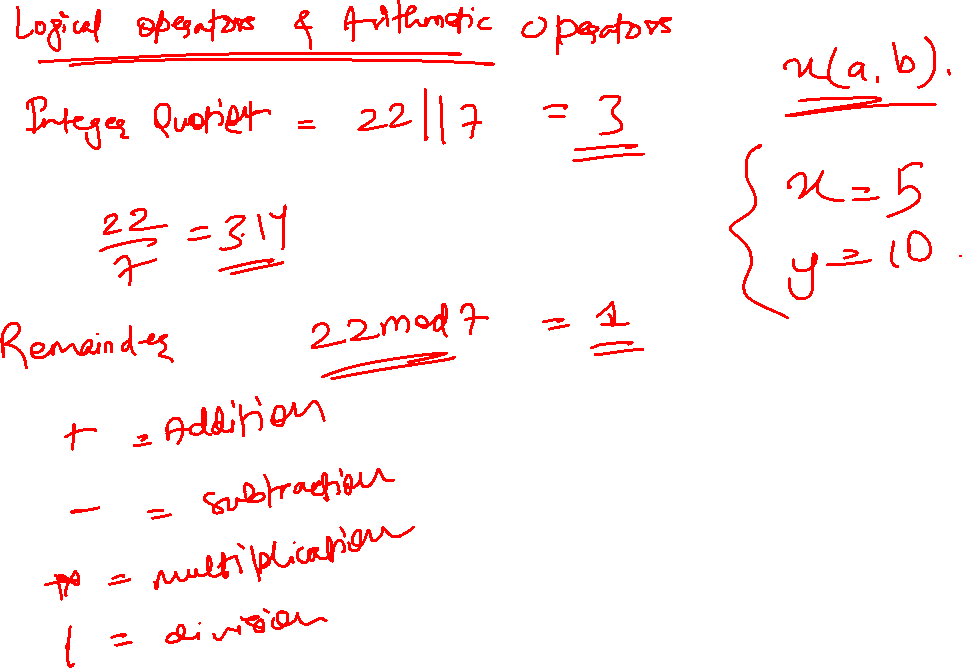 Logical operators & Arithmetic Operators
x(a,b).
Integer Quotient = 22//7 = 3
x=5
y=10.
22/7 = 3.14
Remainder 22 mod 7 = 1
+ = Addition
- = subtraction
* = multiplication
/ = division